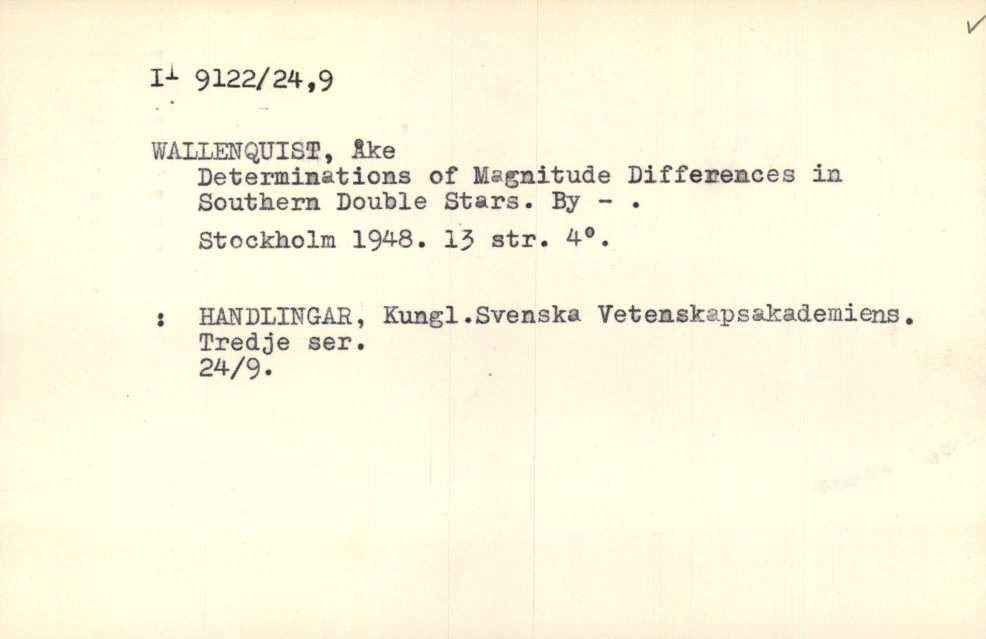 I¹ 9122/24,9
WALLENQUIST, Åke
Determinations of Magnitude Differences in
Southern Double Stars. By - .
Stockholm 1948. 13 str. 4°.
: HANDLINGAR, Kungl.Svenska Vetenskapsakademiens.
Tredje ser.
24/9.